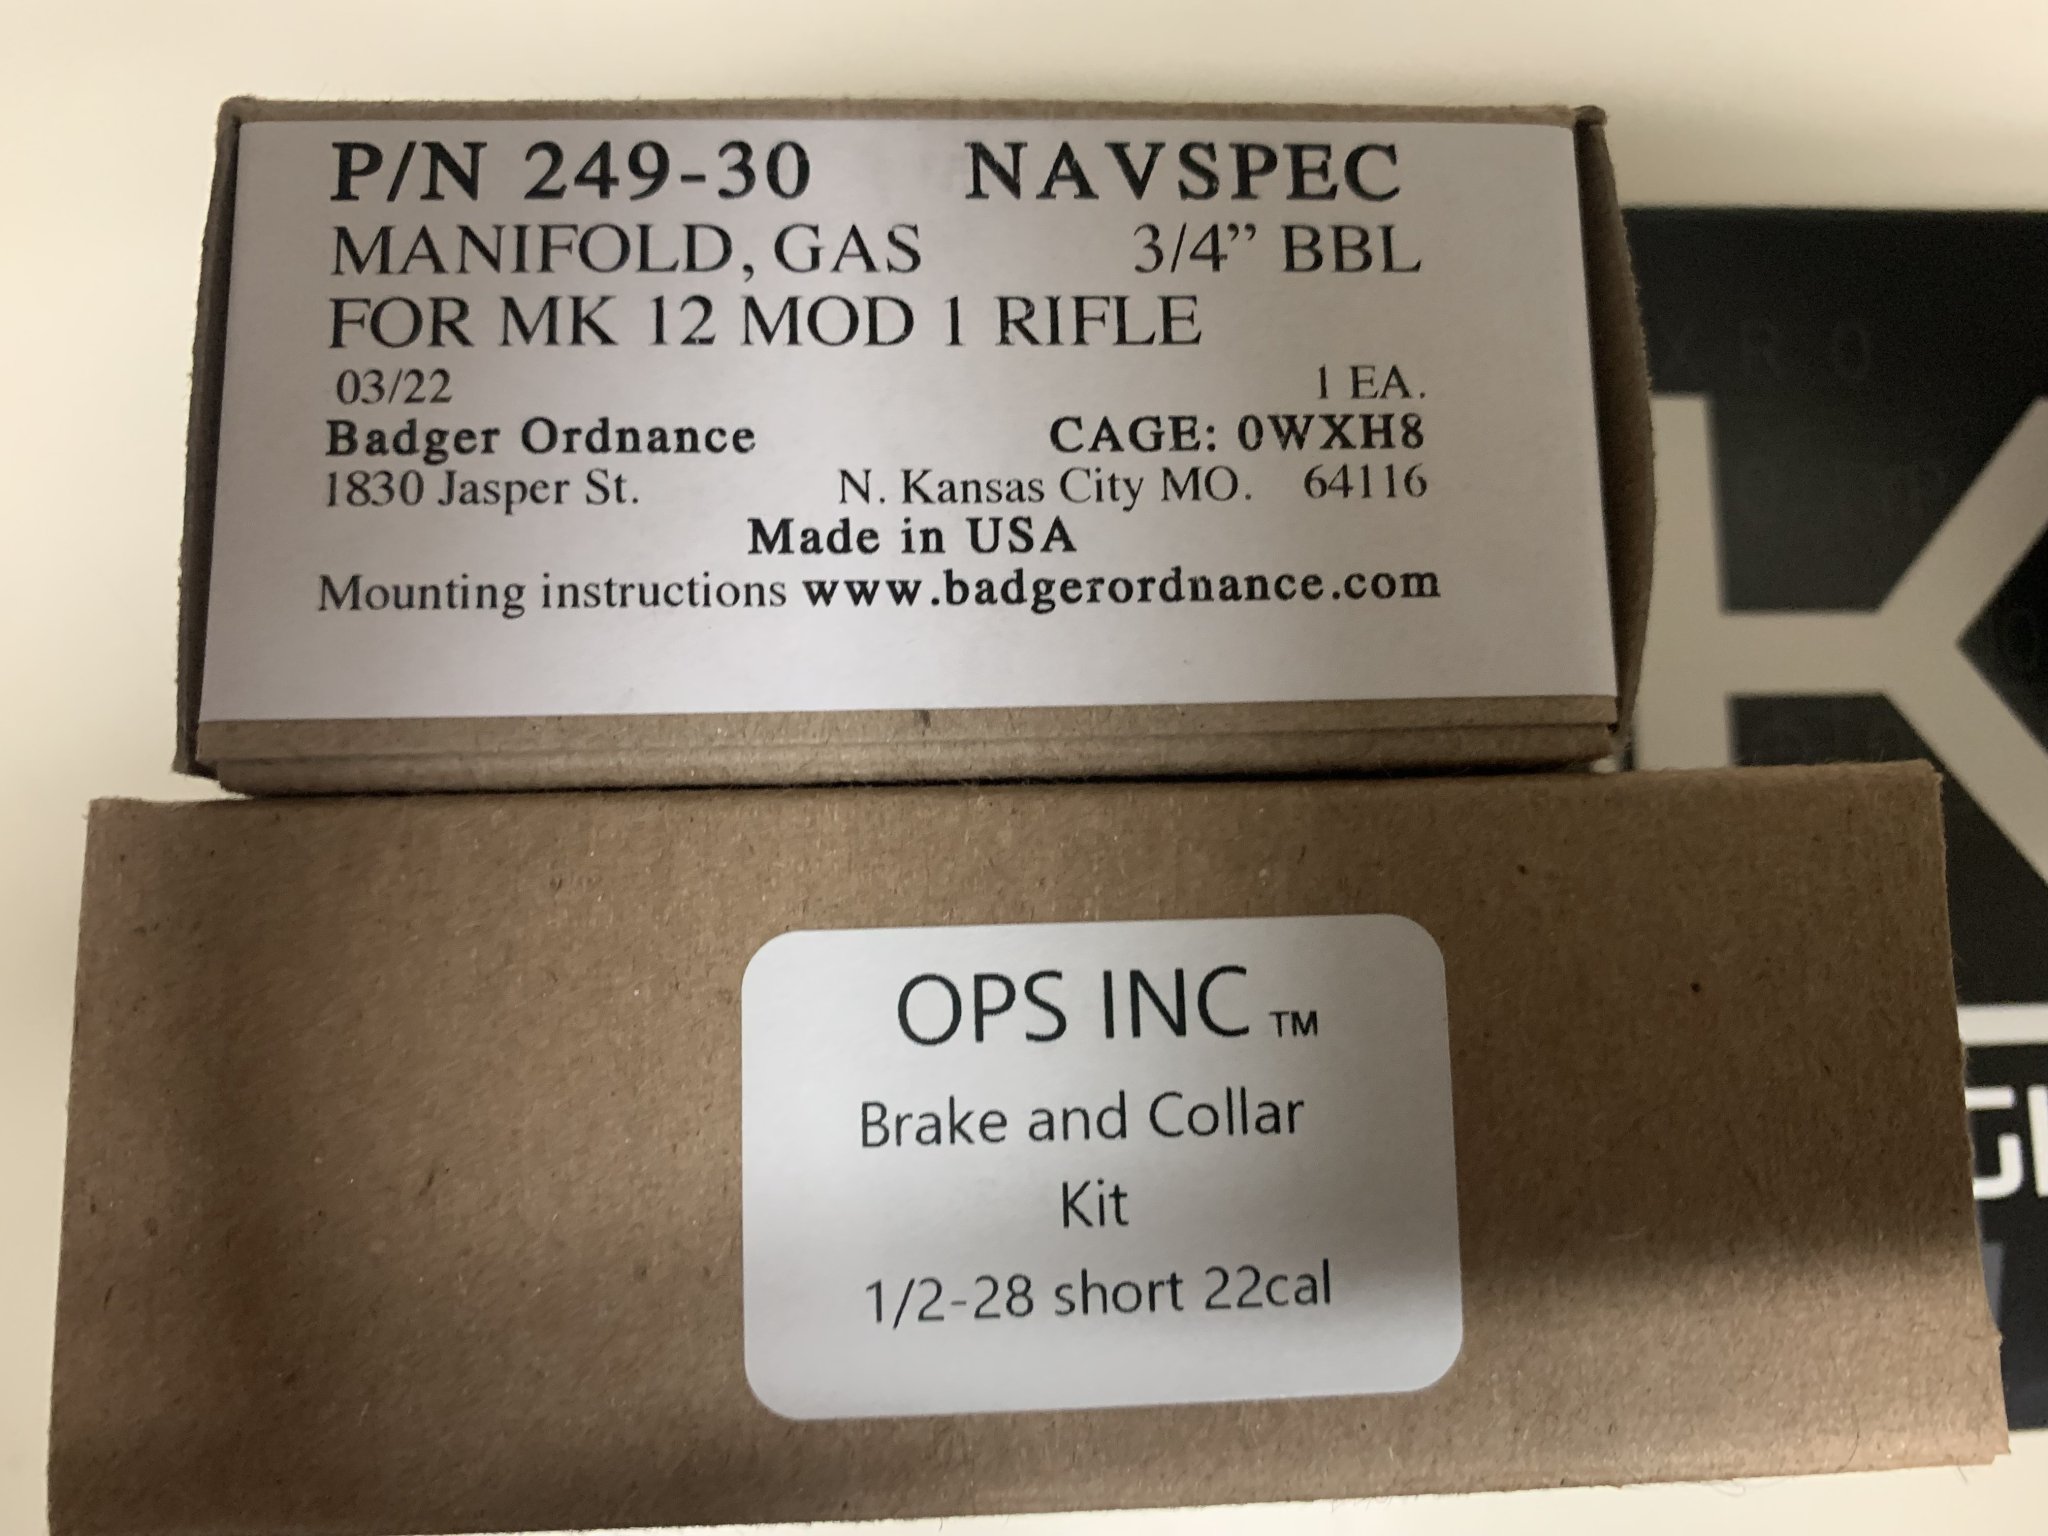 P/N 249-30 NAVSPEC
MANIFOLD, GAS 3/4” BBL
FOR MK 12 MOD 1 RIFLE
03/22 1 EA.
Badger Ordnance CAGE: 0WXH8
1830 Jasper St. N. Kansas City MO. 64116
Made in USA
Mounting instructions www.badgerordnance.com
OPS INC TM
Brake and Collar
Kit
1/2-28 short 22cal
K